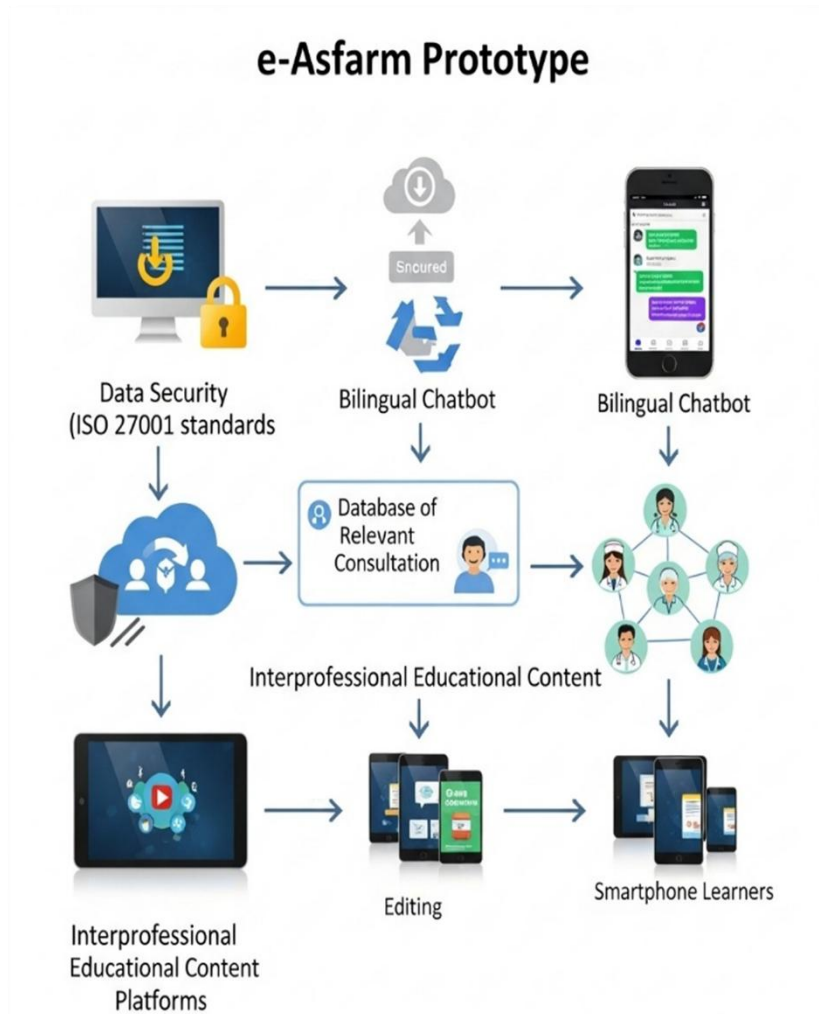 e-Asfarm Prototype
Snoured
Data Security
(ISO 27001 standards
Bilingual Chatbot
Bilingual Chatbot
Database of
Relevant
Consultation
Interprofessional Educational Content
Interprofessional
Educational Content
Platforms
Editing
Smartphone Learners